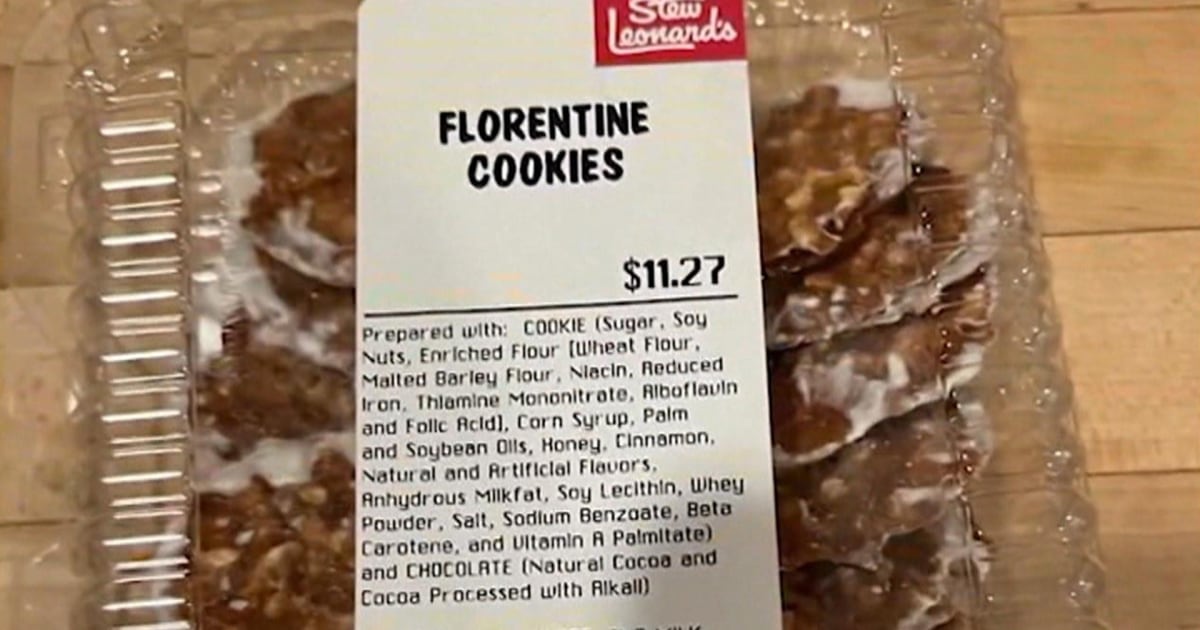 Stew
Leonard's
FLORENTINE
COOKIES
$11.27
Prepared with: COOKIE (Sugar, Soy
Nuts, Enriched Flour [Wheat Flour,
Malted Barley Flour, Niacin, Reduced
Iron, Thiamine Mononitrate, Riboflavin
and Folic Acid], Corn Syrup, Palm
and Soybean Oils, Honey, Cinnamon,
Natural and Artificial Flavors,
Anhydrous Milkfat, Soy Lecithin, Whey
Powder, Salt, Sodium Benzoate, Beta
Carotene, and Vitamin A Palmitate)
and CHOCOLATE (Natural Cocoa and
Cocoa Processed with Alkali)